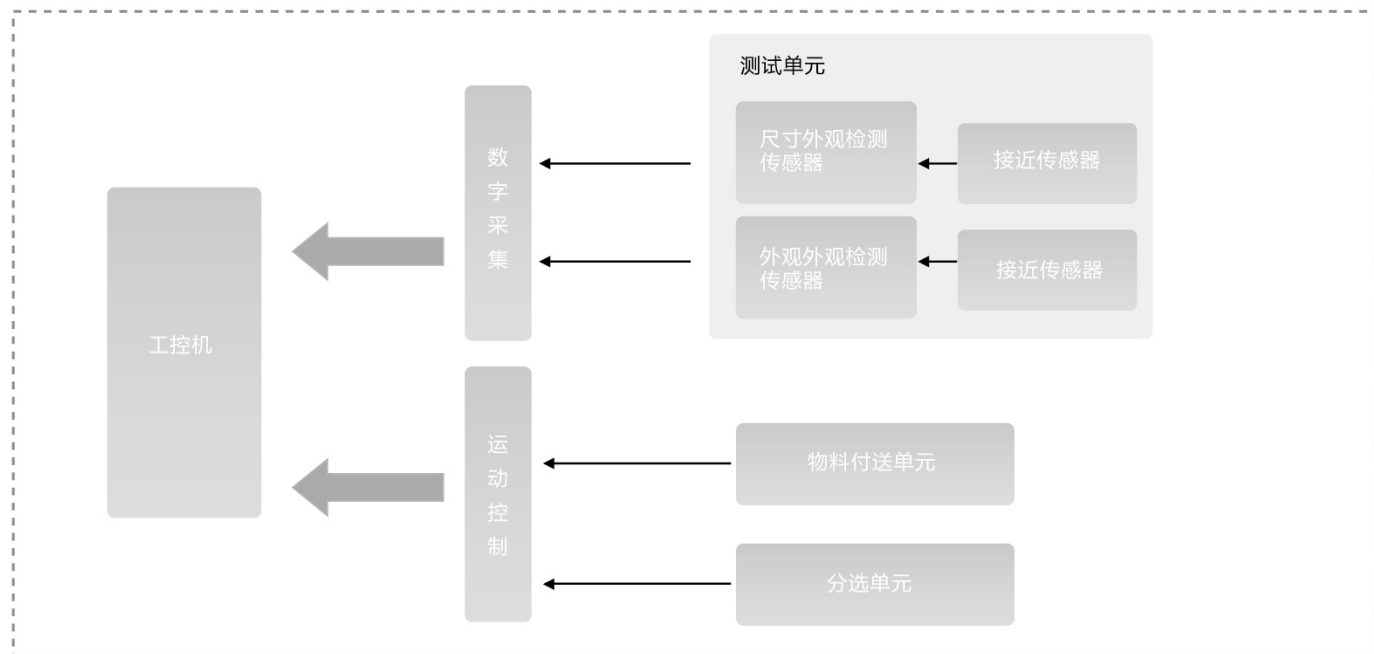 测试单元
尺寸外观检测
传感器
接近传感器
数字采集
外观外观检测
传感器
接近传感器
工控机
运动控制
物料付送单元
分选单元